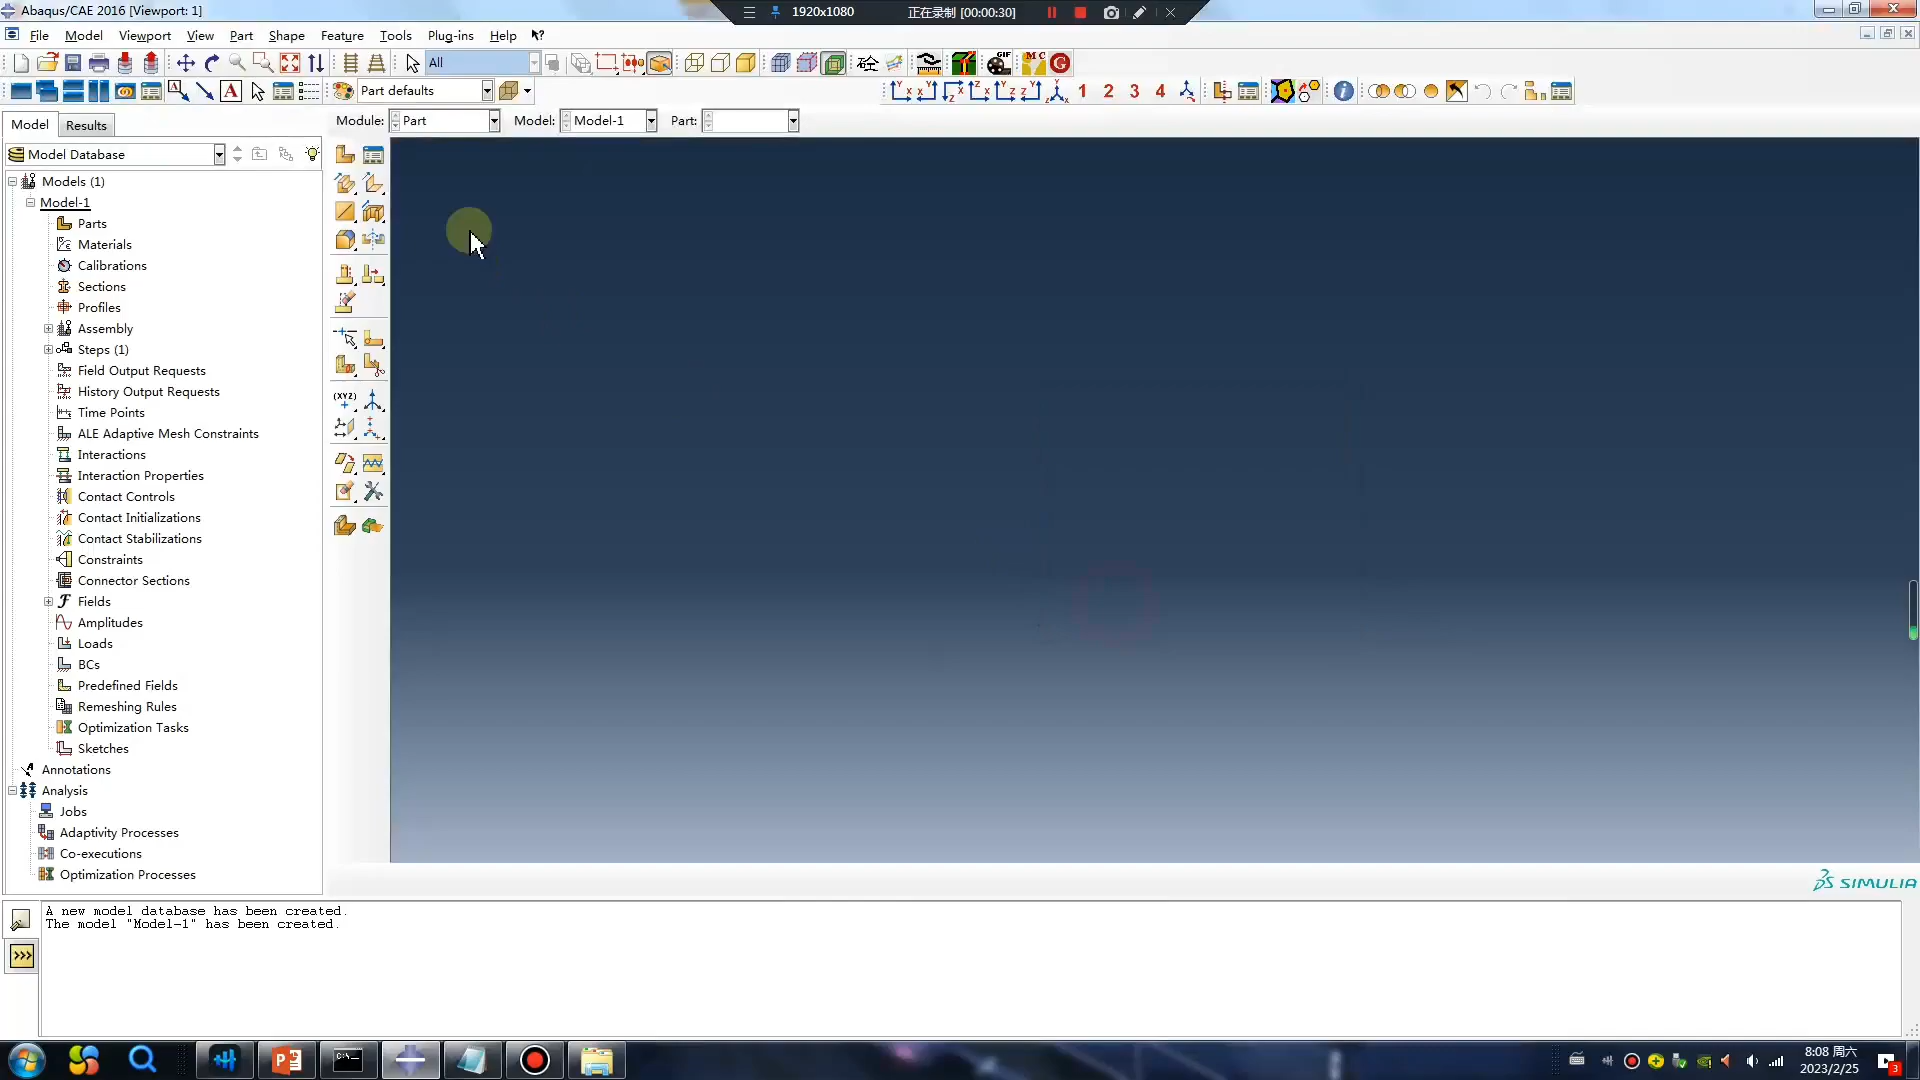 Abaqus/CAE 2016 [Viewport: 1]
1920x1080 正在录制 [00:00:30]
File Model Viewport View Part Shape Feature Tools Plug-ins Help
All
Part defaults
1 2 3 4
Model Results
Module: Part Model: Model-1 Part:
Model Database
Models (1)
Model-1
Parts
Materials
Calibrations
Sections
Profiles
Assembly
Steps (1)
Field Output Requests
History Output Requests
Time Points
ALE Adaptive Mesh Constraints
Interactions
Interaction Properties
Contact Controls
Contact Initializations
Contact Stabilizations
Constraints
Connector Sections
Fields
Amplitudes
Loads
BCs
Predefined Fields
Remeshing Rules
Optimization Tasks
Sketches
Annotations
Analysis
Jobs
Adaptivity Processes
Co-executions
Optimization Processes
(XYZ)
SIMULIA
A new model database has been created.
The model "Model-1" has been created.
>>>
8:08 周六
2023/2/25
3